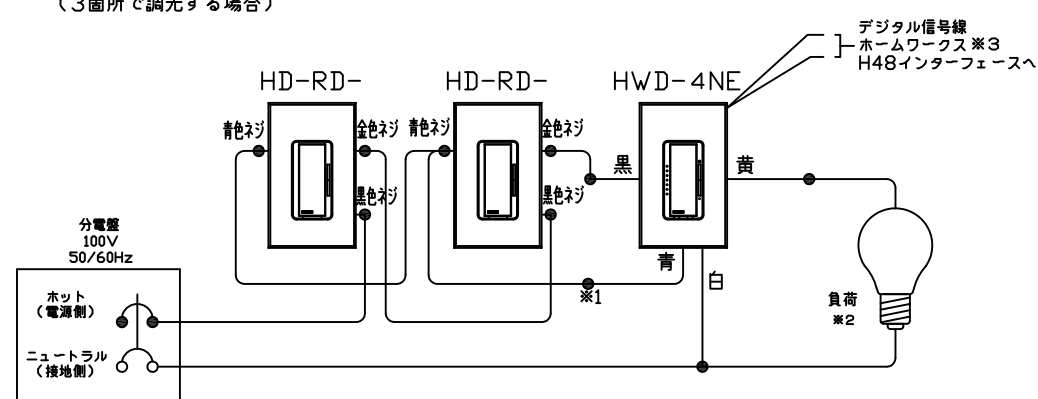 (3箇所で調光する場合)
デジタル信号線
ホームワークス※3
H48インターフェースへ
HD-RD-
HD-RD-
HWD-4NE
青色ネジ
金色ネジ
青色ネジ
金色ネジ
黒
黄
黒色ネジ
黒色ネジ
分電盤
100V
50/60Hz
青
白
※1
ホット
(電源側)
負荷
※2
ニュートラル
(接地側)